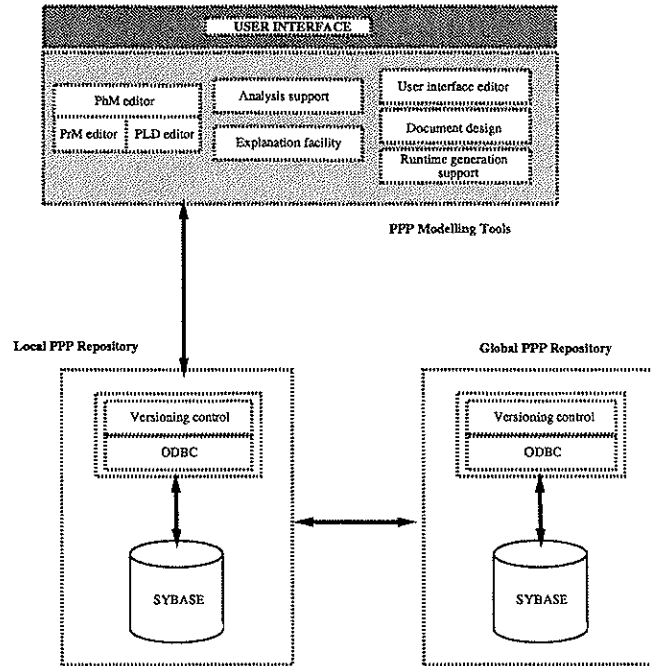 USER INTERFACE
PhM editor
PrM editor
PLD editor
Analysis support
Explanation facility
User interface editor
Document design
Runtime generation
support
PPP Modelling Tools
Local PPP Repository
Global PPP Repository
Versioning control
ODBC
SYBASE
Versioning control
ODBC
SYBASE